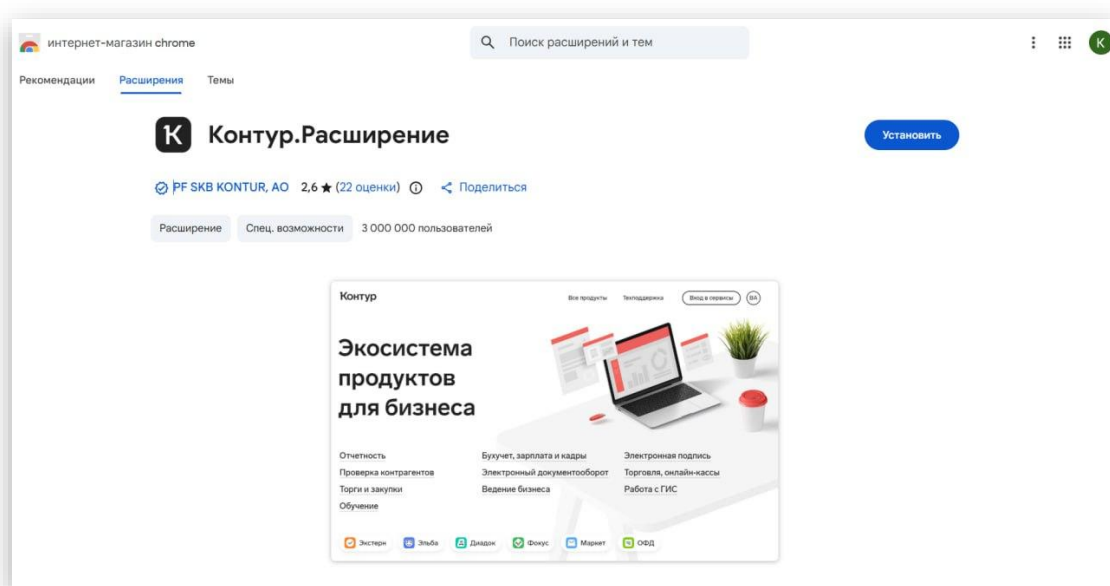 интернет-магазин chrome
Поиск расширений и тем
K
Рекомендации Расширения Темы
Контур.Расширение
Установить
PF SKB KONTUR, AO 2,6 ★ (22 оценки) Поделиться
Расширение Спец. возможности 3 000 000 пользователей
Контур Все продукты Техподдержка Вход в сервисы ВА
Экосистема
продуктов
для бизнеса
Отчетность Бухучет, зарплата и кадры Электронная подпись
Проверка контрагентов Электронный документооборот Торговля, онлайн-кассы
Торги и закупки Ведение бизнеса Работа с ГИС
Обучение
Экстерн Эльба Диадок Фокус Маркет ОФД